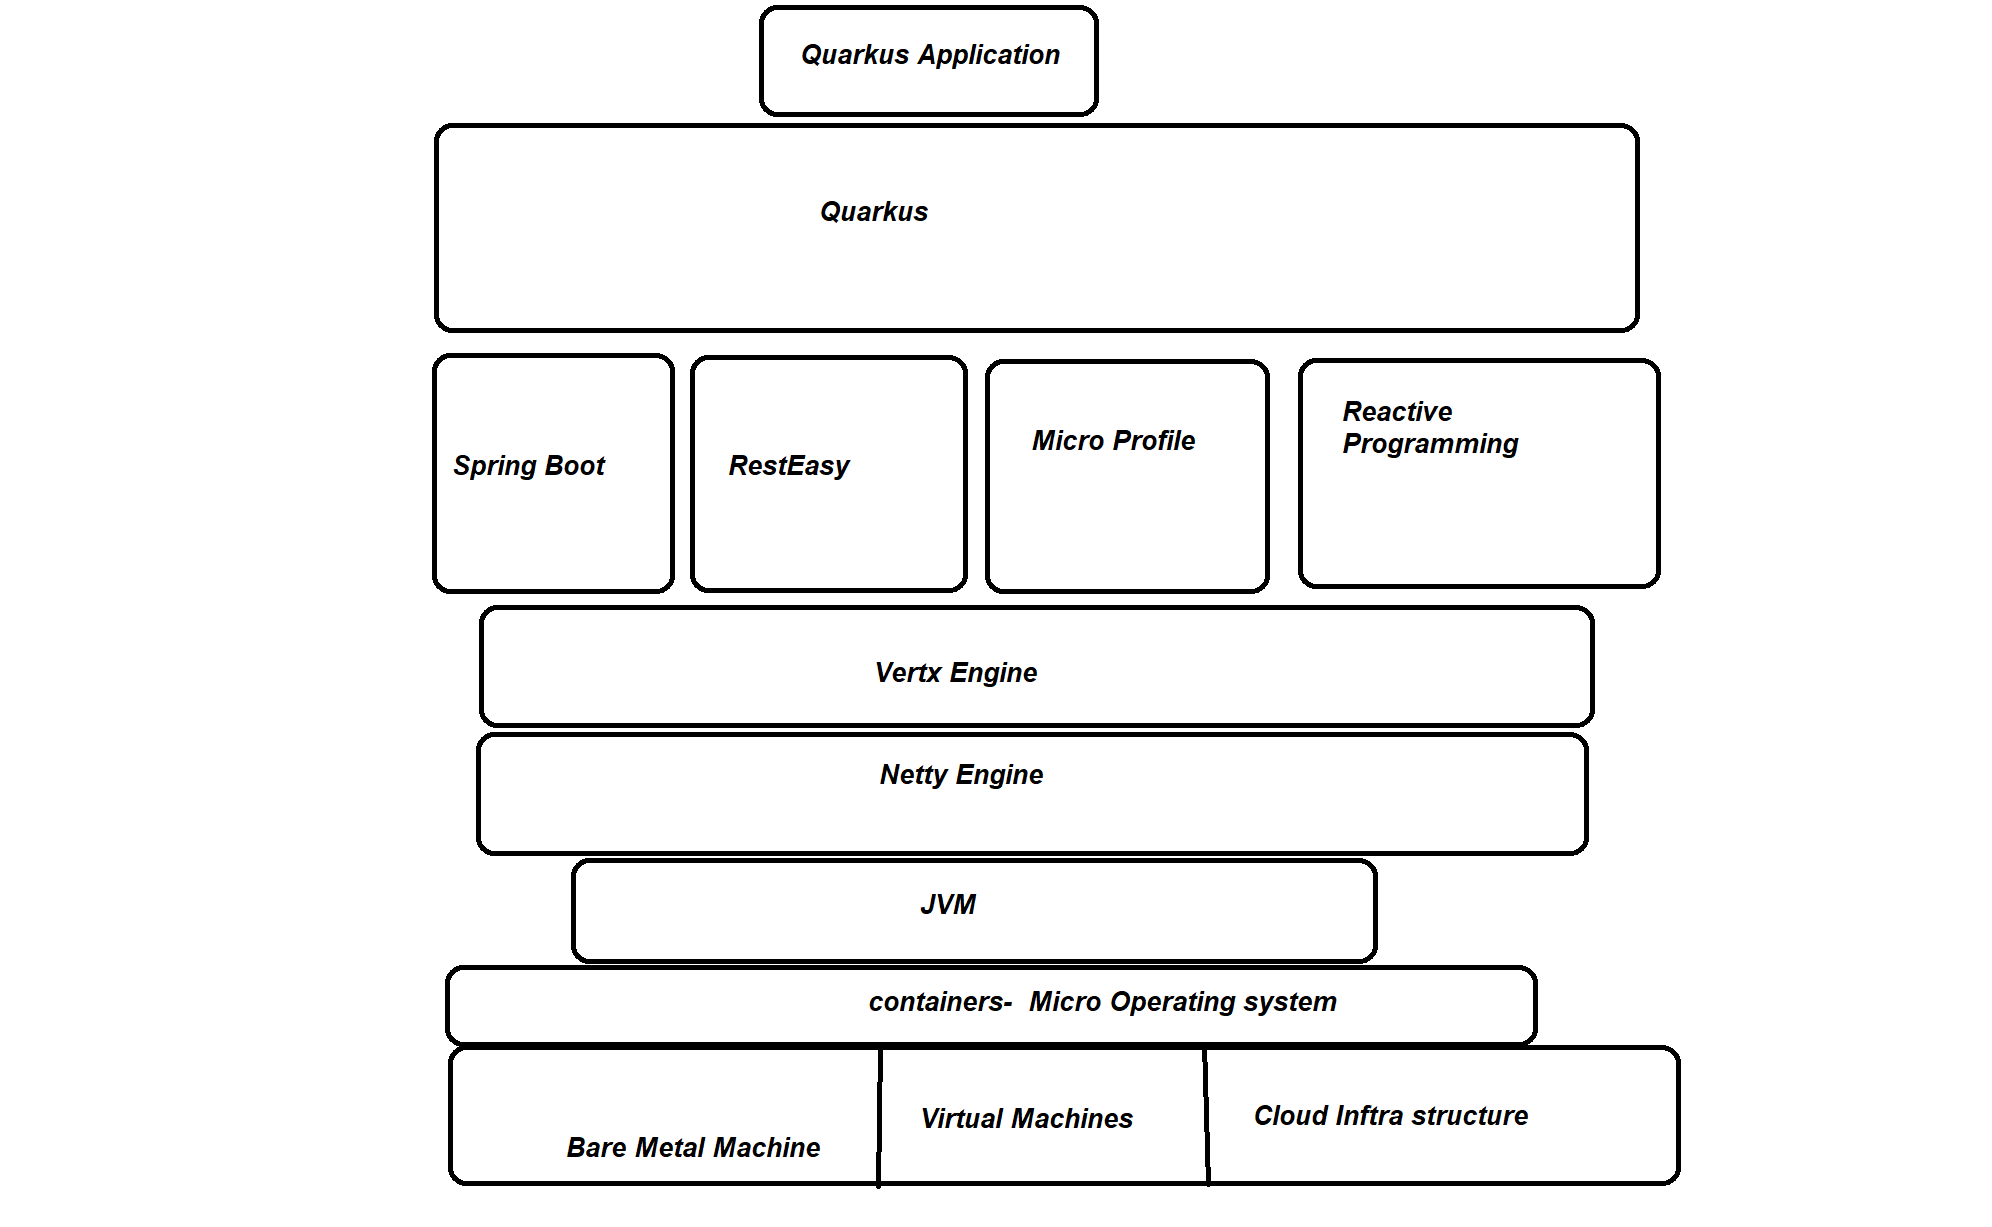 Quarkus Application
Quarkus
Spring Boot
RestEasy
Micro Profile
Reactive
Programming
Vertx Engine
Netty Engine
JVM
containers-  Micro Operating system
Bare Metal Machine
Virtual Machines
Cloud Inftra structure